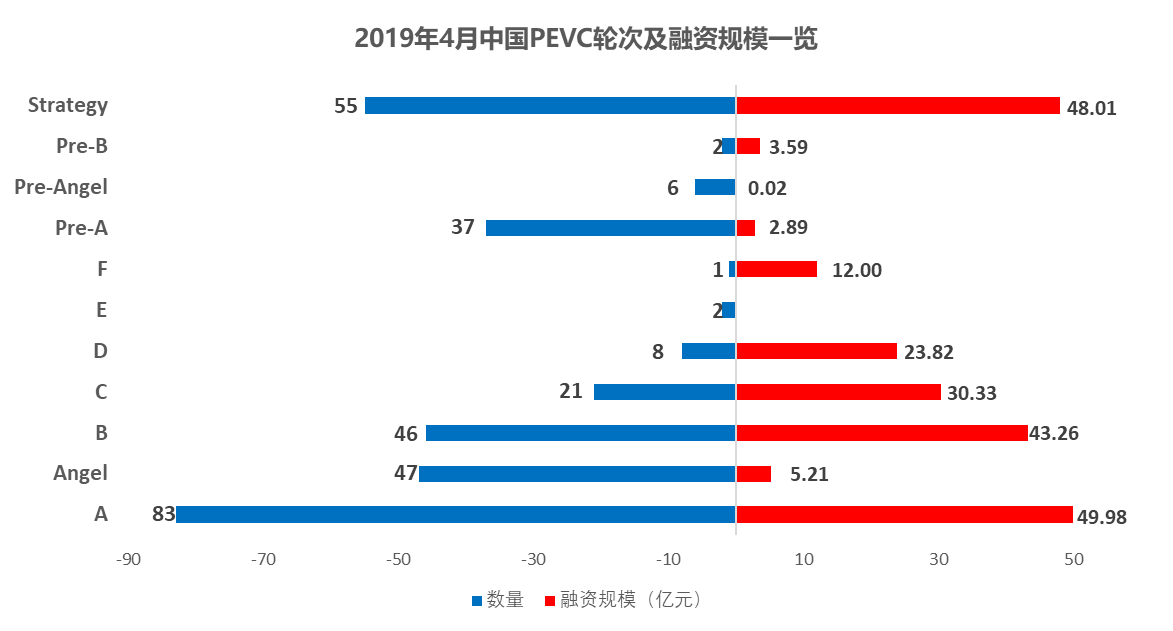 2019年4月中国PEVC轮次及融资规模一览
Strategy 55 48.01
Pre-B 2 3.59
Pre-Angel 6 0.02
Pre-A 37 2.89
F 1 12.00
E 2
D 8 23.82
C 21 30.33
B 46 43.26
Angel 47 5.21
A 83 49.98
-90 -70 -50 -30 -10 10 30 50
数量 融资规模（亿元）